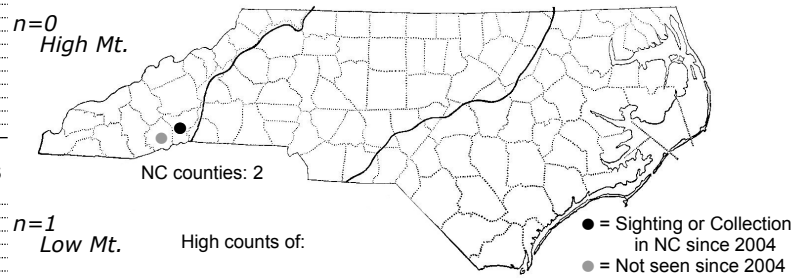 n=0
High Mt.
NC counties: 2
n=1
Low Mt.
High counts of:
= Sighting or Collection
in NC since 2004
= Not seen since 2004